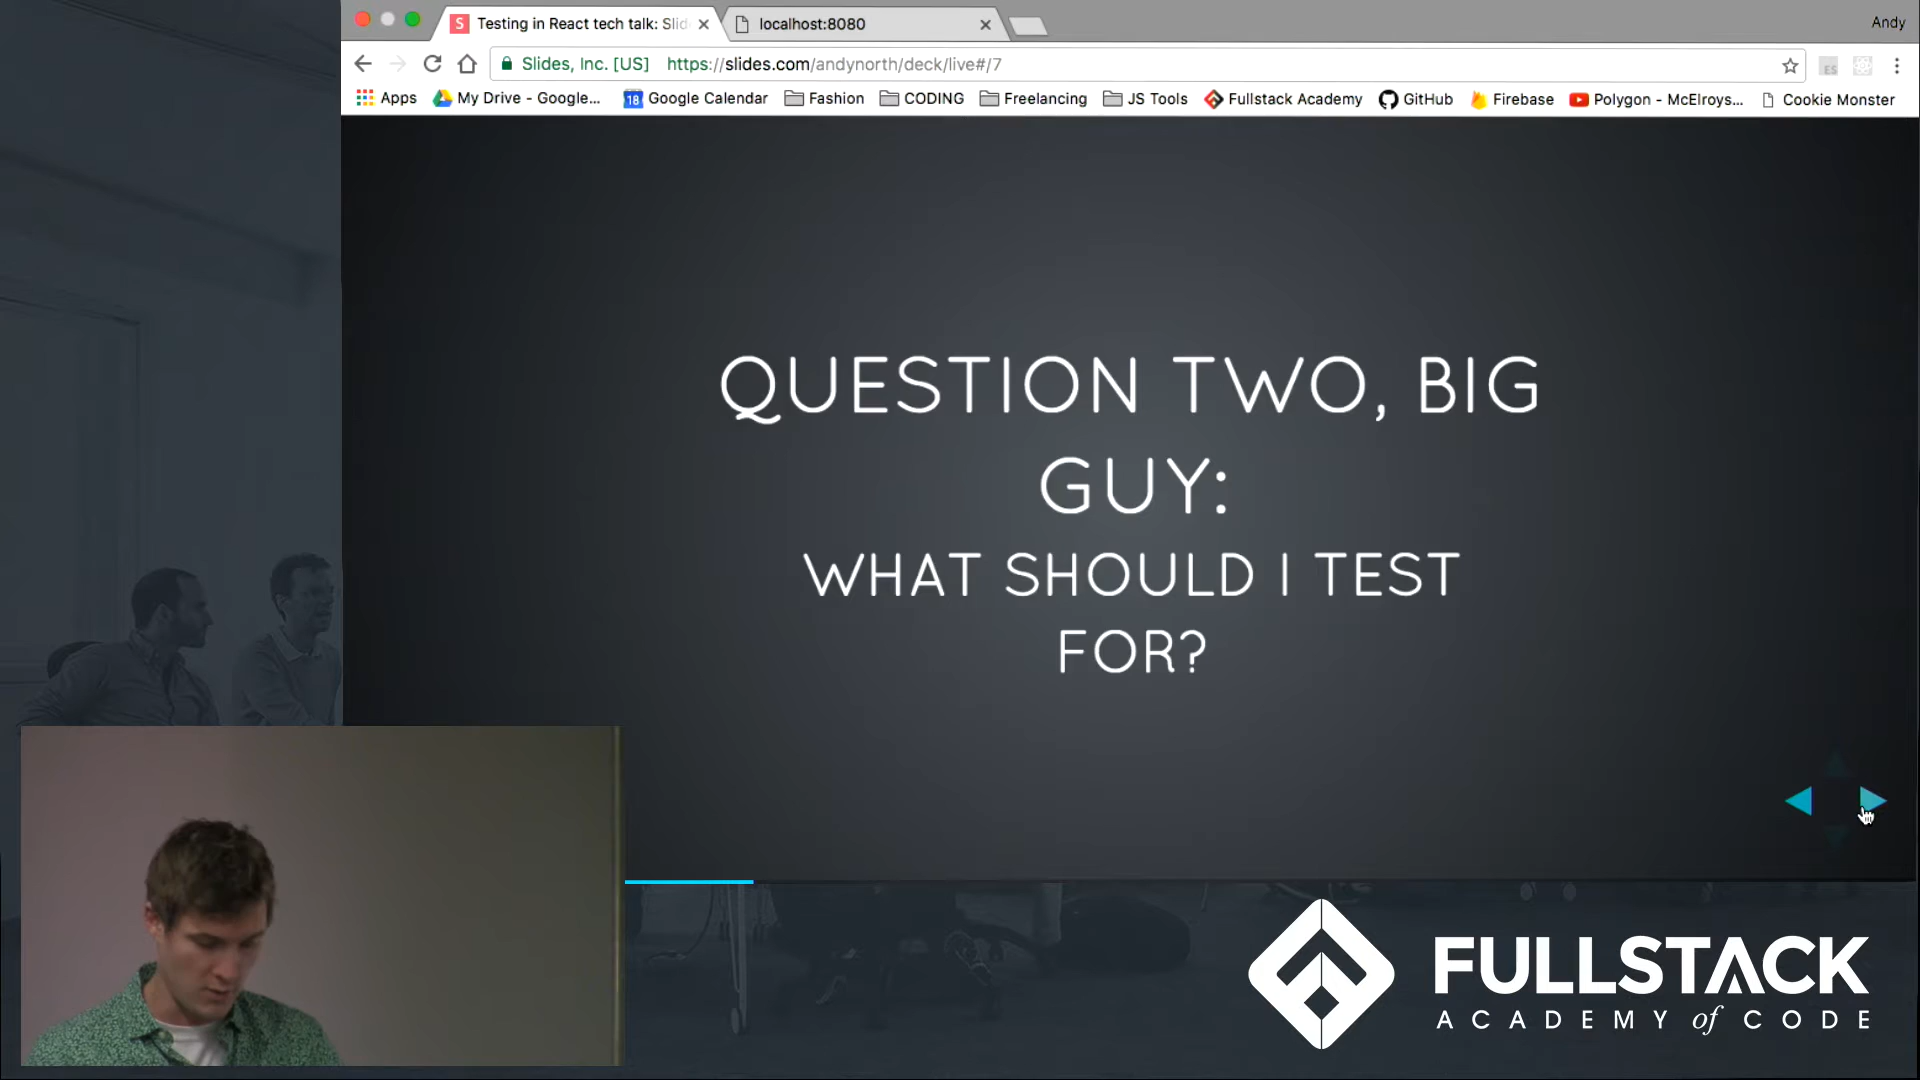 Testing in React tech talk: Slid
localhost:8080
Andy
Slides, Inc. [US] https://slides.com/andynorth/deck/live#/7
Apps My Drive - Google... 18 Google Calendar Fashion CODING Freelancing JS Tools Fullstack Academy GitHub Firebase Polygon - McElroys... Cookie Monster
QUESTION TWO, BIG
GUY:
WHAT SHOULD I TEST
FOR?
FULLSTACK
ACADEMY of CODE